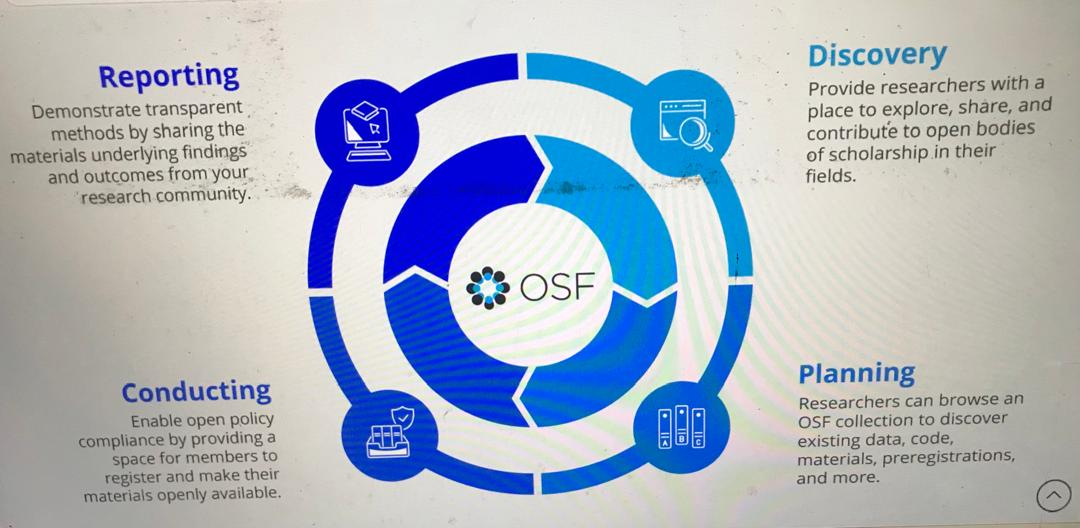 Reporting
Demonstrate transparent
methods by sharing the
materials underlying findings
and outcomes from your
research community.
Discovery
Provide researchers with a
place to explore, share, and
contribute to open bodies
of scholarship in their
fields.
OSF
Conducting
Enable open policy
compliance by providing a
space for members to
register and make their
materials openly available.
Planning
Researchers can browse an
OSF collection to discover
existing data, code,
materials, preregistrations,
and more.
A
B
C